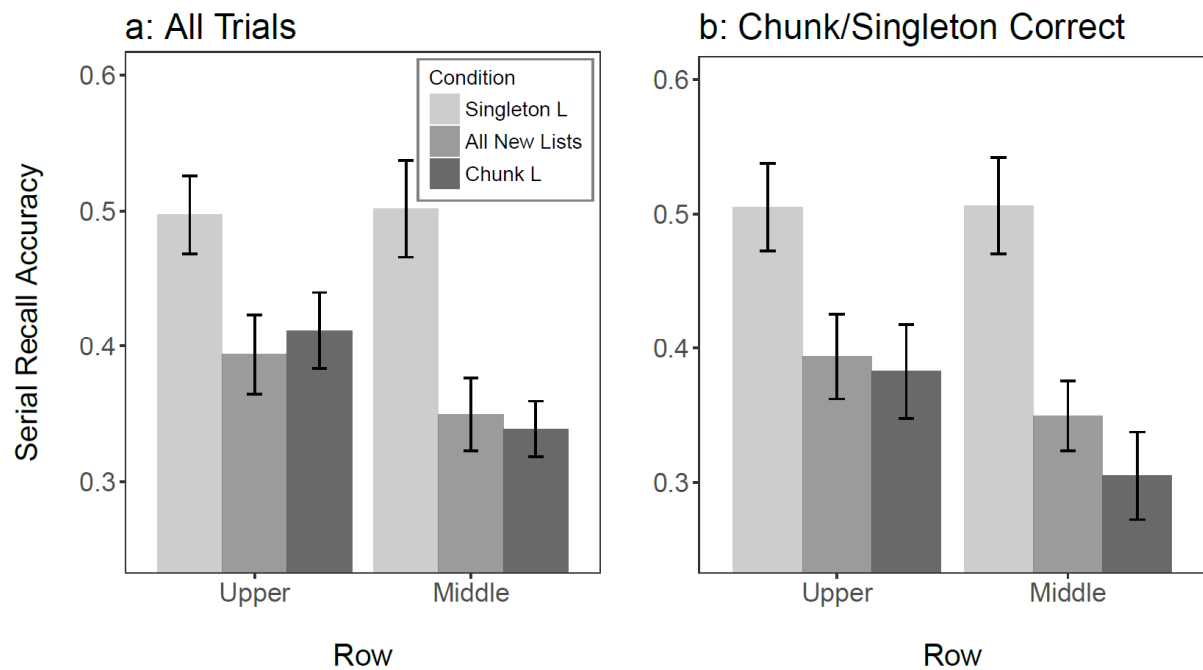 a: All Trials
b: Chunk/Singleton Correct
Serial Recall Accuracy
0.6
0.5
0.4
0.3
Condition
Singleton L
All New Lists
Chunk L
Upper
Middle
Row
0.6
0.5
0.4
0.3
Upper
Middle
Row